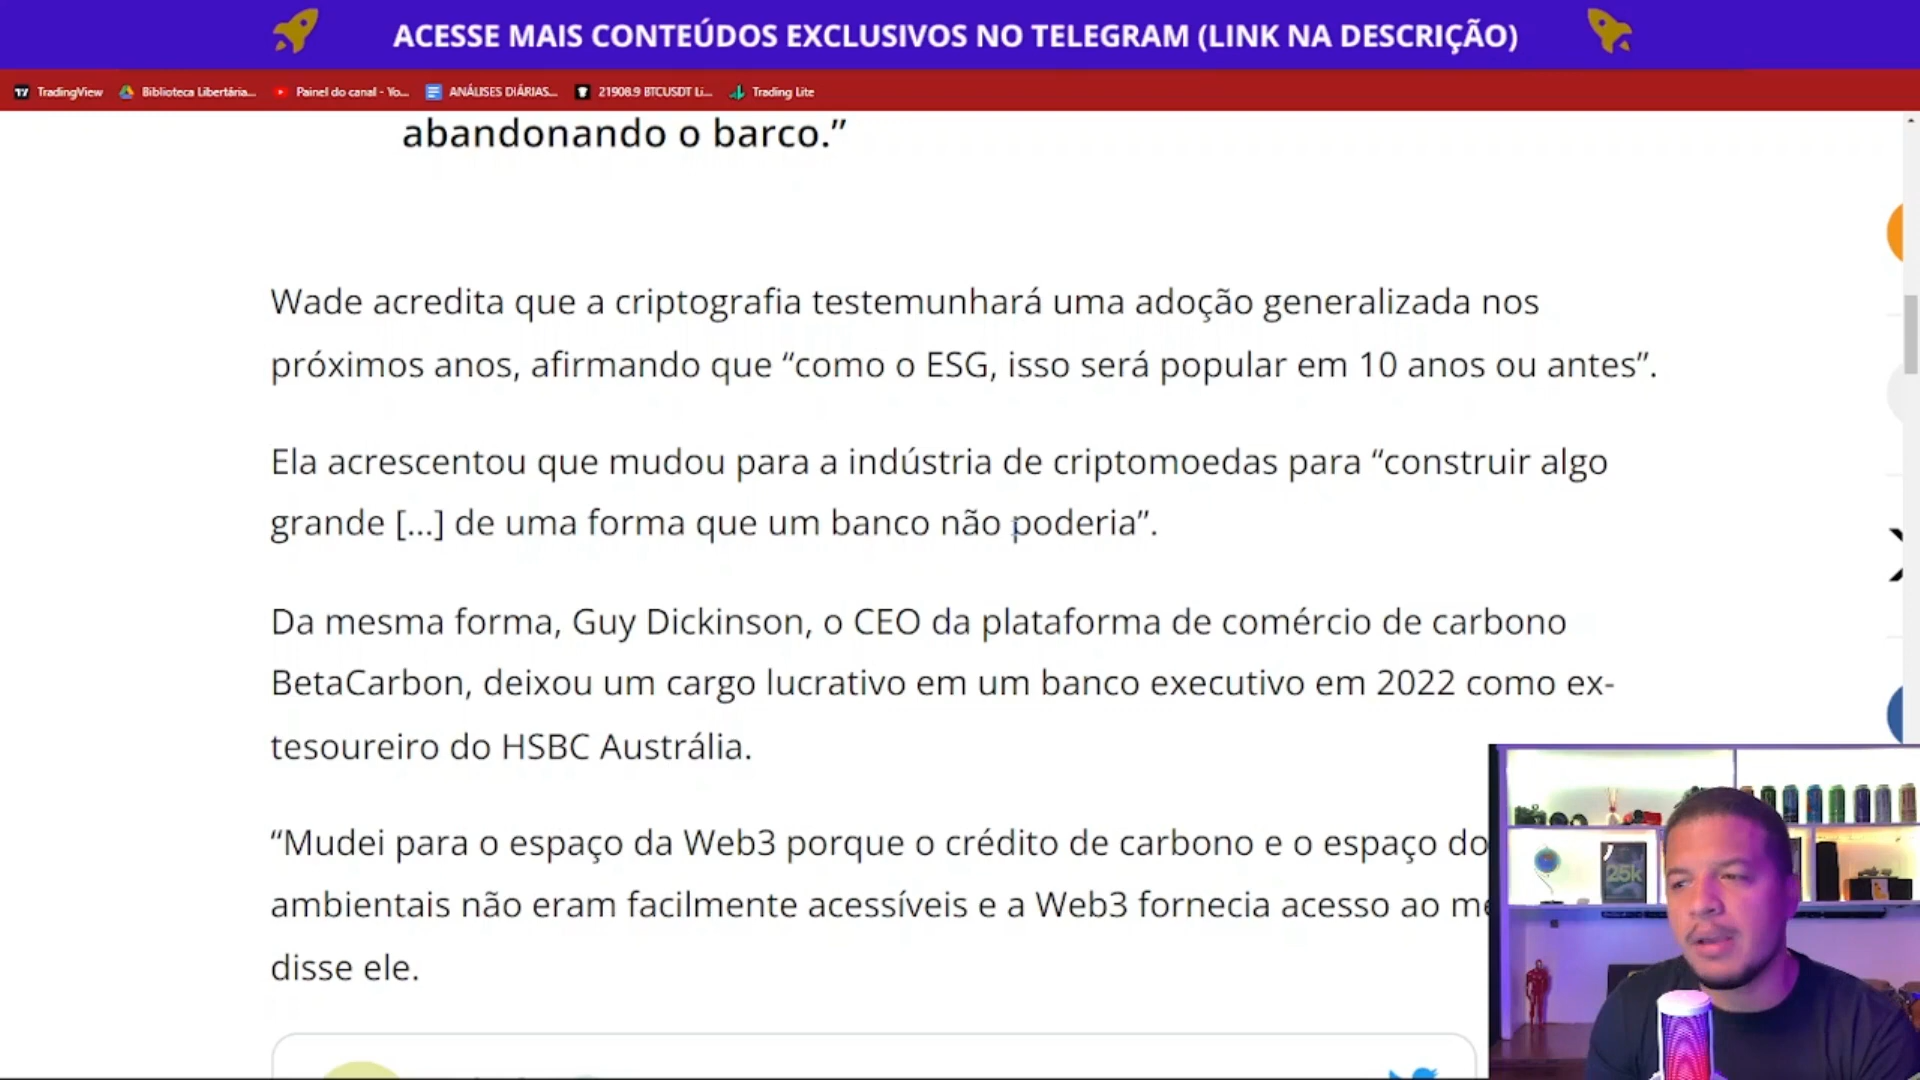 ACESSE MAIS CONTEÚDOS EXCLUSIVOS NO TELEGRAM (LINK NA DESCRIÇÃO)
TradingView Biblioteca Libertária... Painel do canal - Yo... ANÁLISES DIÁRIAS... 21908.9 BTCUSDT Li... Trading Lite
abandonando o barco.”
Wade acredita que a criptografia testemunhará uma adoção generalizada nos
próximos anos, afirmando que “como o ESG, isso será popular em 10 anos ou antes”.
Ela acrescentou que mudou para a indústria de criptomoedas para “construir algo
grande [...] de uma forma que um banco não poderia”.
Da mesma forma, Guy Dickinson, o CEO da plataforma de comércio de carbono
BetaCarbon, deixou um cargo lucrativo em um banco executivo em 2022 como ex-
tesoureiro do HSBC Austrália.
“Mudei para o espaço da Web3 porque o crédito de carbono e o espaço do
ambientais não eram facilmente acessíveis e a Web3 fornecia acesso ao
disse ele.
25k